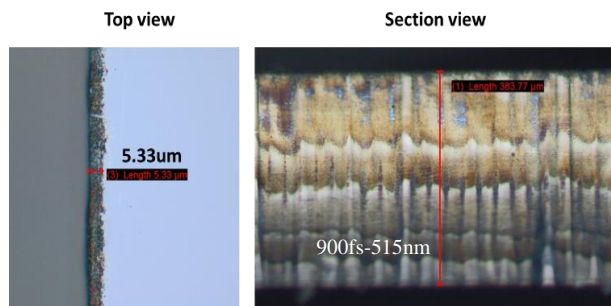 Top view
Section view
5.33um
(3) Length 5.33 µm
(1) Length 383.77 µm
900fs-515nm